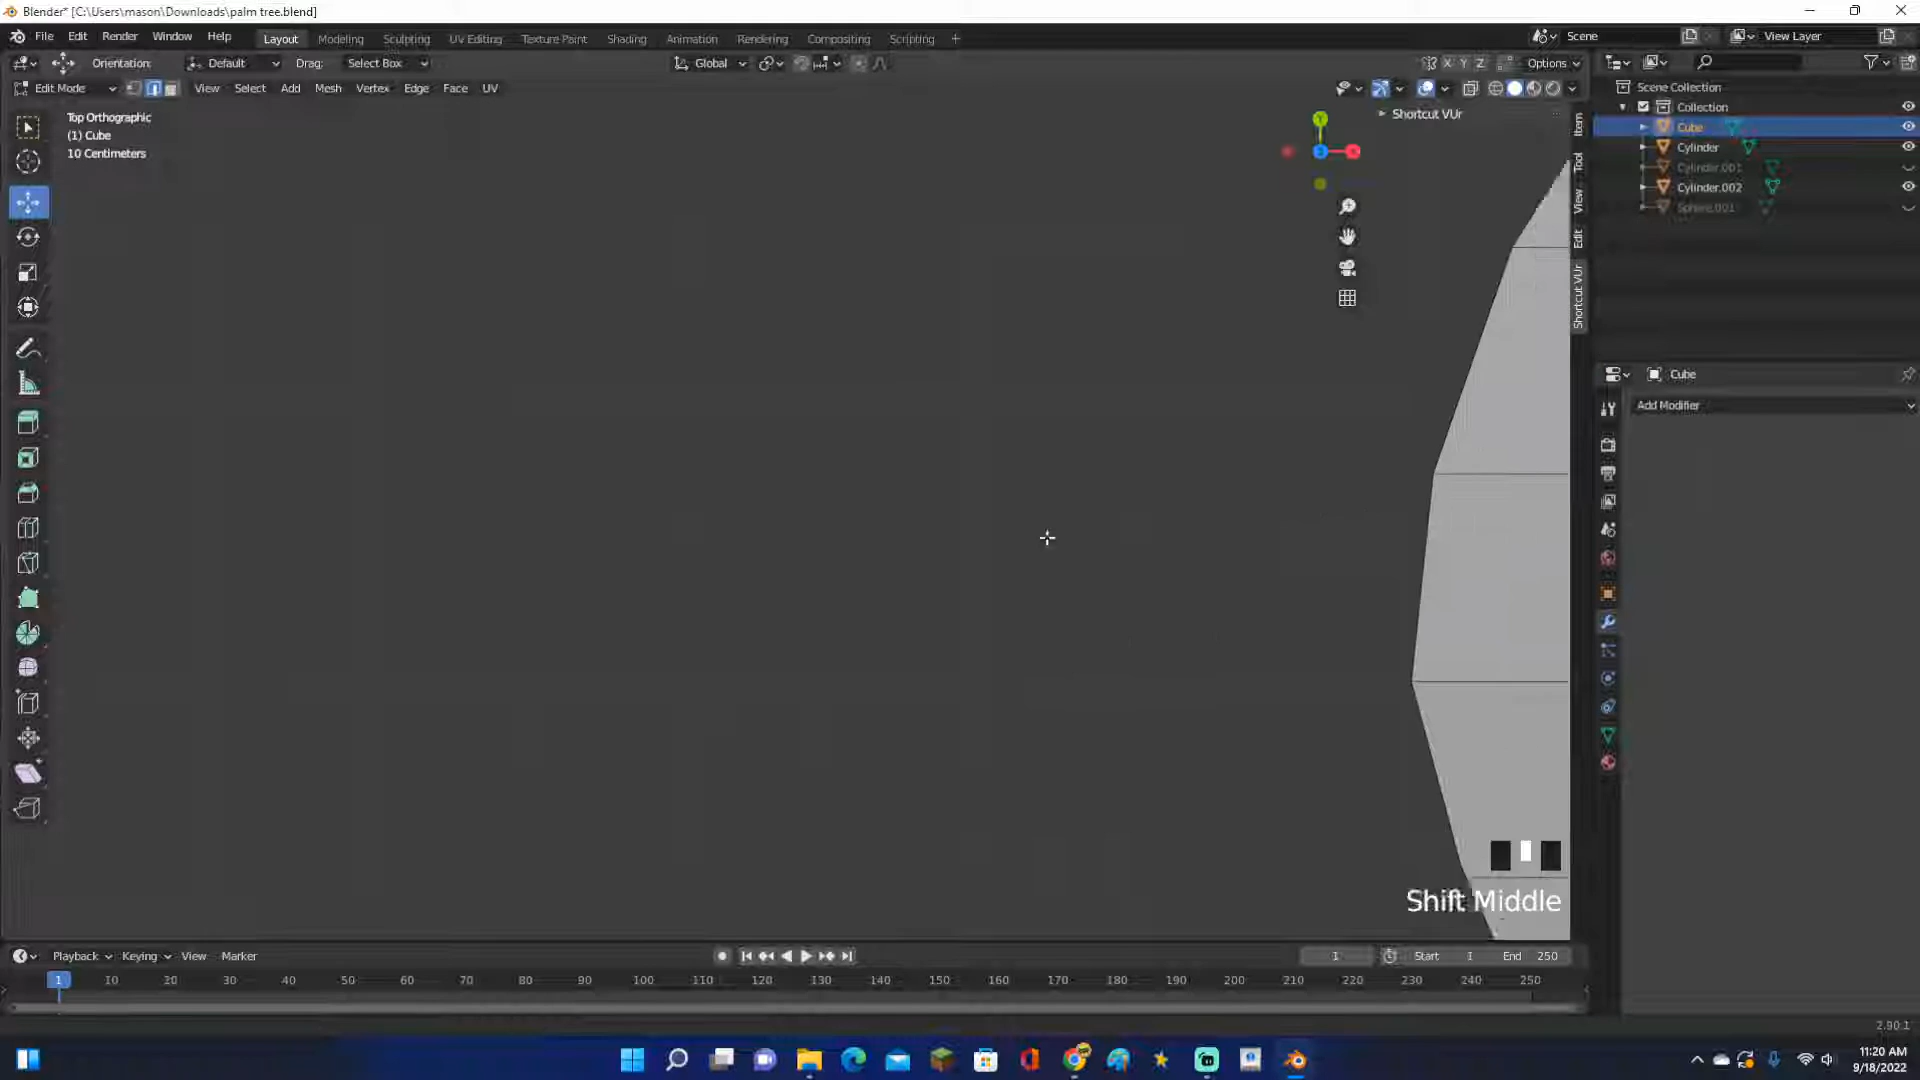 Blender* [C:\Users\mason\Downloads\palm tree.blend]
File Edit Render Window Help Layout Modeling Sculpting UV Editing Texture Paint Shading Animation Rendering Compositing Scripting + Scene View Layer
Orientation: Default Drag: Select Box Global X Y Z Options
Edit Mode View Select Add Mesh Vertex Edge Face UV
Top Orthographic
(1) Cube
10 Centimeters
Shortcut VUr
Y
X
Z
Item
Tool
View
Edit
Shortcut VUr
Scene Collection
Collection
Cube
Cylinder
Cylinder.001
Cylinder.002
Sphere.001
Cube
Add Modifier
Shift Middle
Playback Keying View Marker 1 Start 1 End 250
1 10 20 30 40 50 60 70 80 90 100 110 120 130 140 150 160 170 180 190 200 210 220 230 240 250
2.90.1
11:20 AM
9/18/2022